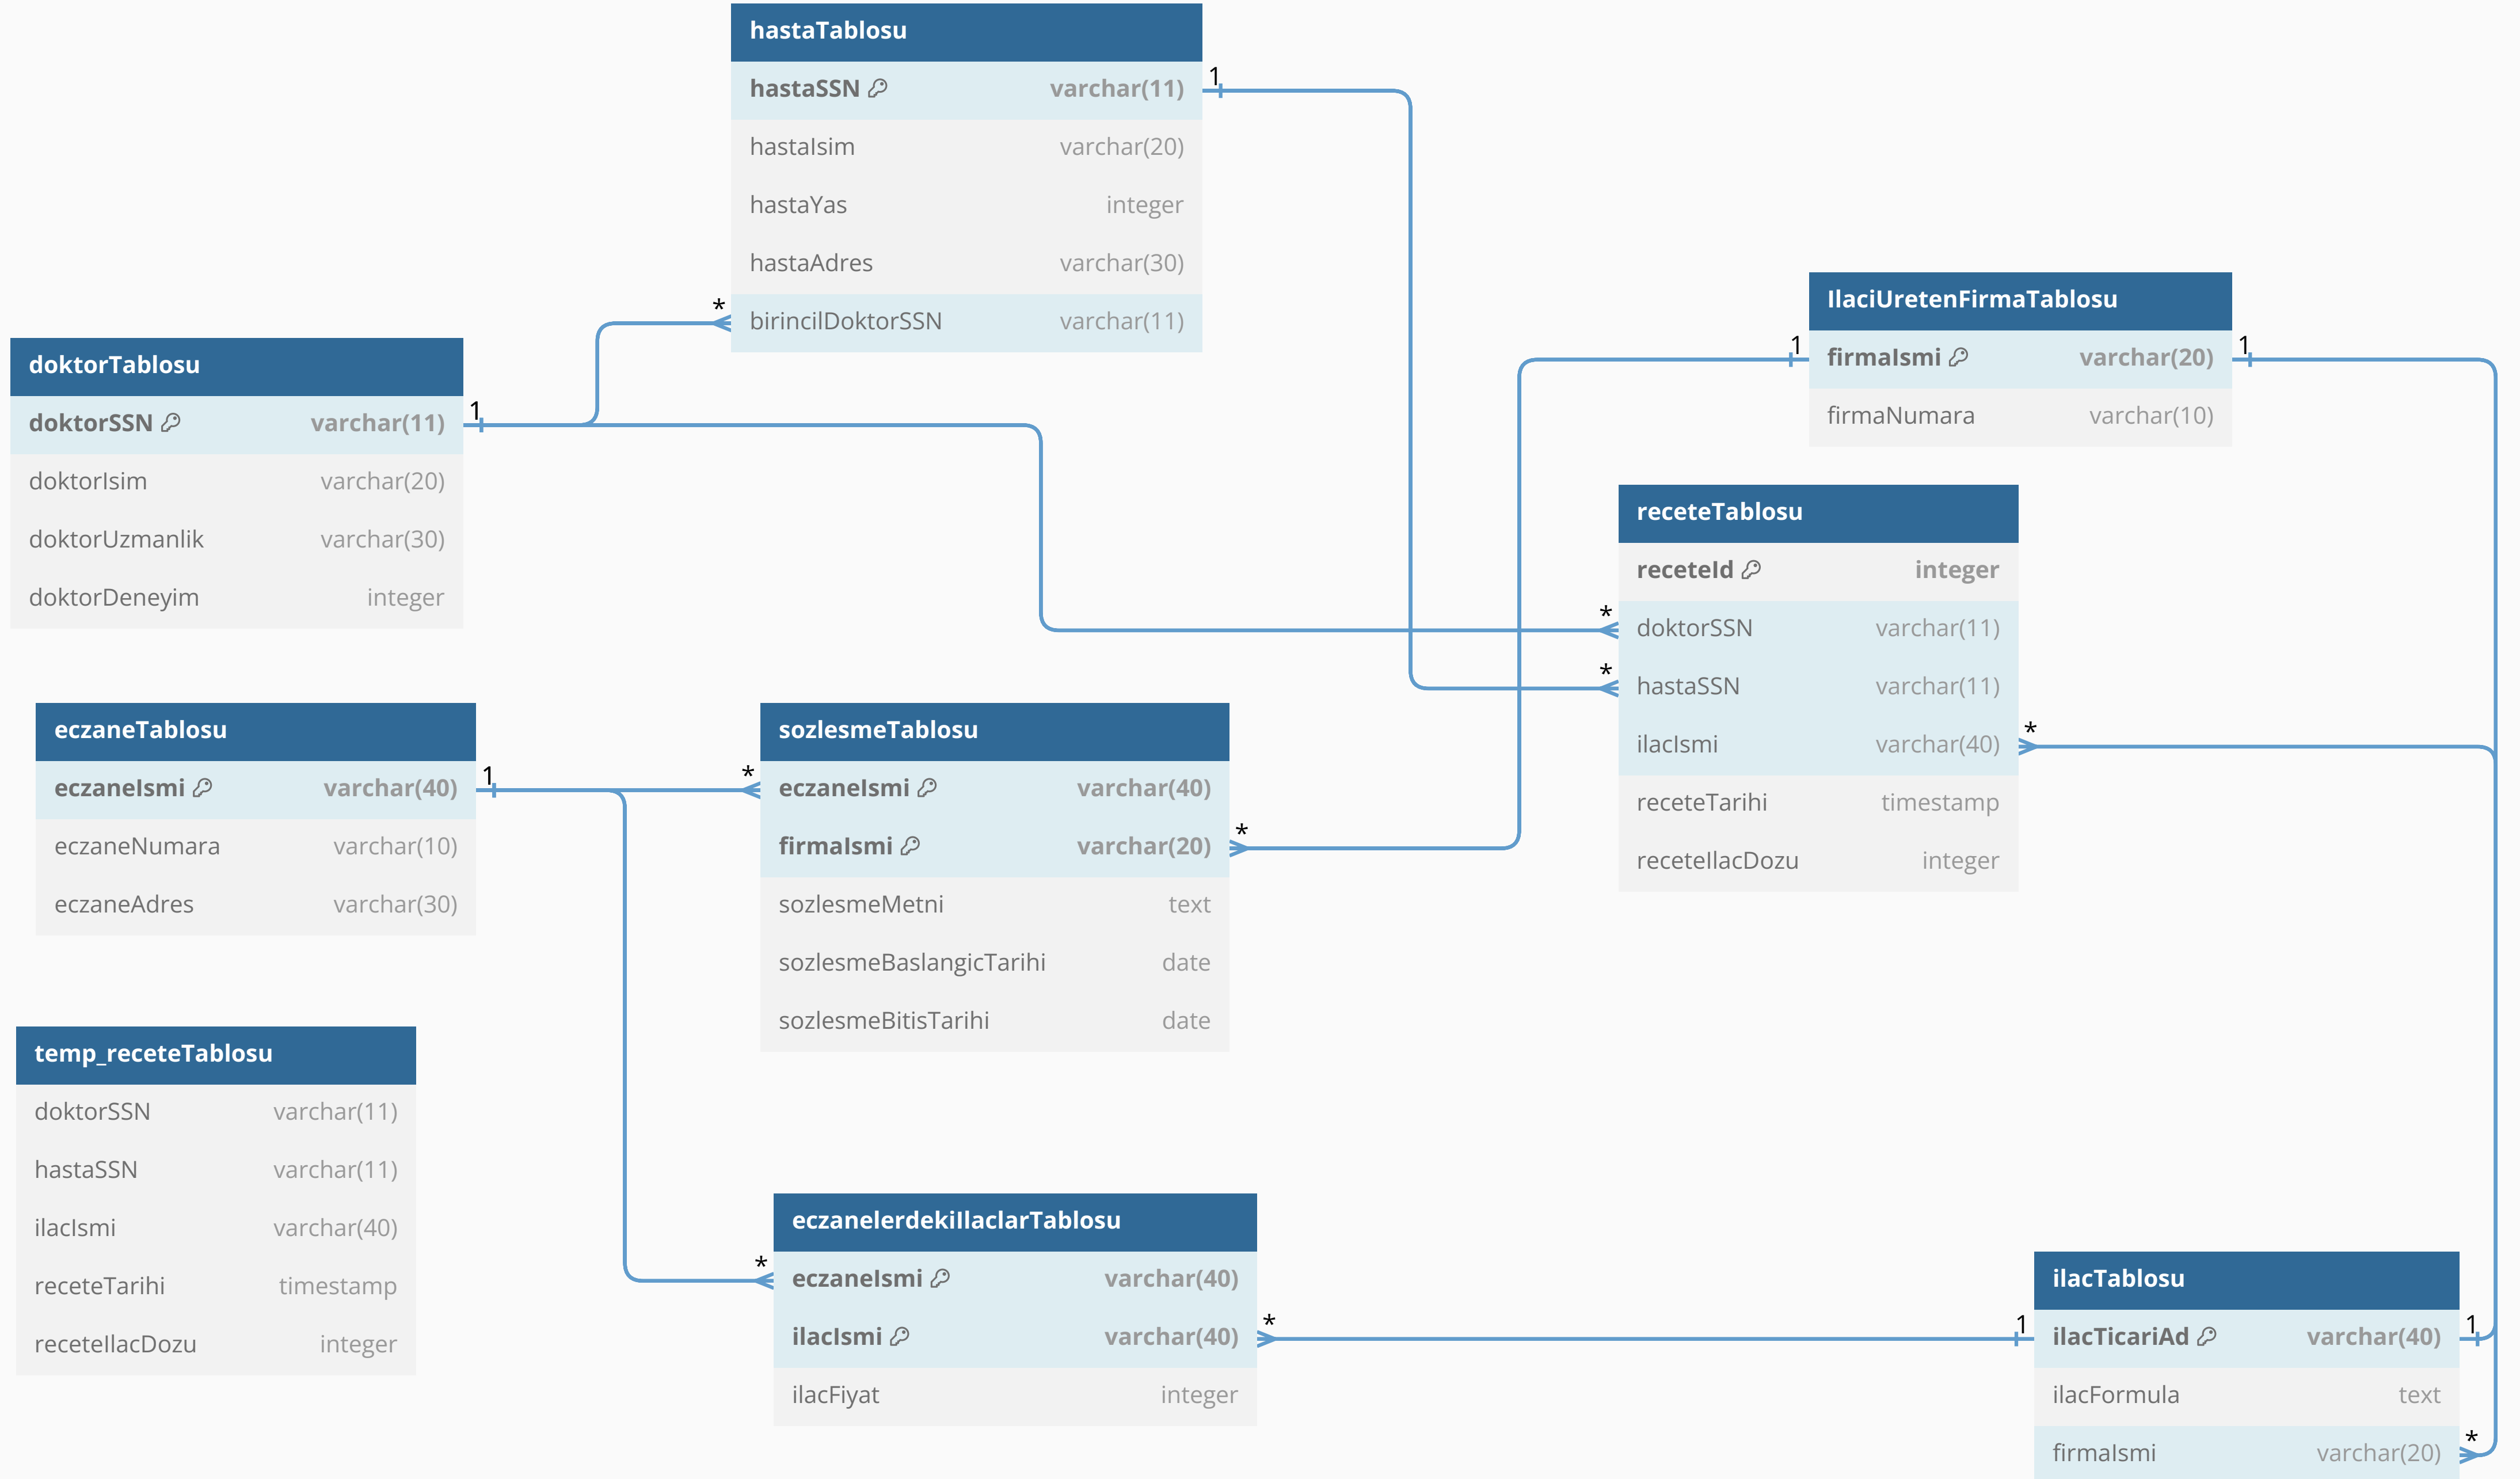 hastaTablosu
hastaSSN varchar(11)
hastaIsim varchar(20)
hastaYas integer
hastaAdres varchar(30)
birincilDoktorSSN varchar(11)
1
*
doktorTablosu
doktorSSN varchar(11)
doktorIsim varchar(20)
doktorUzmanlik varchar(30)
doktorDeneyim integer
1
IlaciUretenFirmaTablosu
firmaIsmi varchar(20)
firmaNumara varchar(10)
1
1
receteTablosu
receteId integer
doktorSSN varchar(11)
hastaSSN varchar(11)
ilacIsmi varchar(40)
receteTarihi timestamp
receteIlacDozu integer
*
*
*
eczaneTablosu
eczaneIsmi varchar(40)
eczaneNumara varchar(10)
eczaneAdres varchar(30)
1
sozlesmeTablosu
eczaneIsmi varchar(40)
firmaIsmi varchar(20)
sozlesmeMetni text
sozlesmeBaslangicTarihi date
sozlesmeBitisTarihi date
*
*
temp_receteTablosu
doktorSSN varchar(11)
hastaSSN varchar(11)
ilacIsmi varchar(40)
receteTarihi timestamp
receteIlacDozu integer
eczanelerdekiIlaclarTablosu
eczaneIsmi varchar(40)
ilacIsmi varchar(40)
ilacFiyat integer
*
*
ilacTablosu
ilacTicariAd varchar(40)
ilacFormula text
firmaIsmi varchar(20)
1
1
*